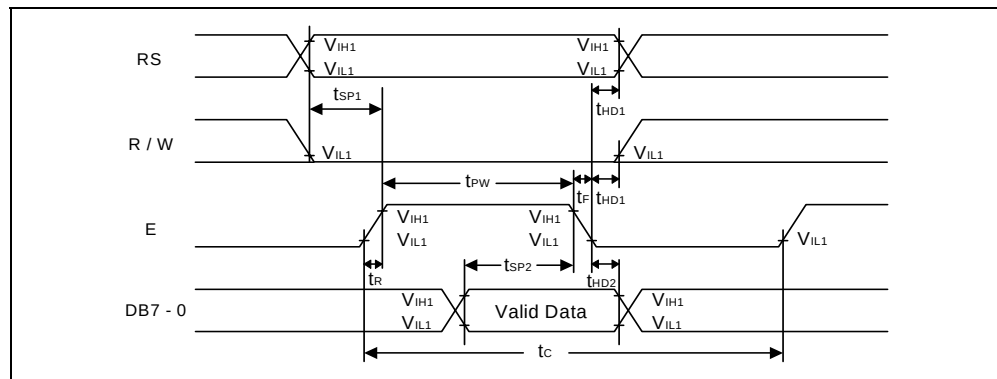 RS
VIH1
VIL1
VIH1
VIL1
tSP1
tHD1
R / W
VIL1
VIL1
tPW
tF
tHD1
E
VIH1
VIL1
VIH1
VIL1
VIL1
tR
tSP2
tHD2
DB7 - 0
VIH1
VIL1
Valid Data
VIH1
VIL1
tC